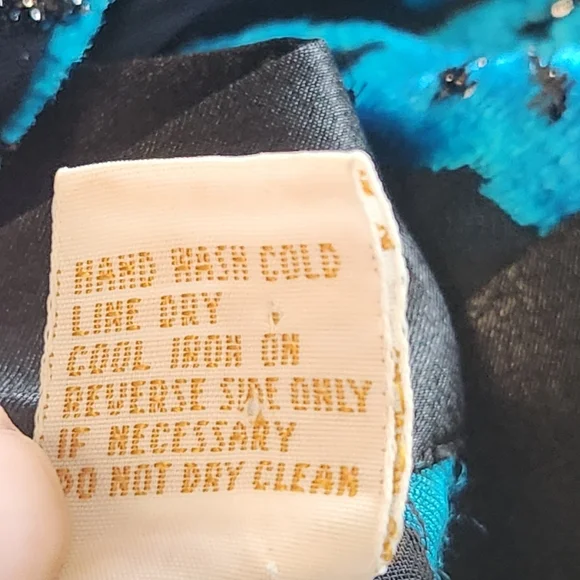 HAND WASH COLD
LINE DRY
COOL IRON ON
REVERSE SIDE ONLY
IF NECESSARY
DO NOT DRY CLEAN